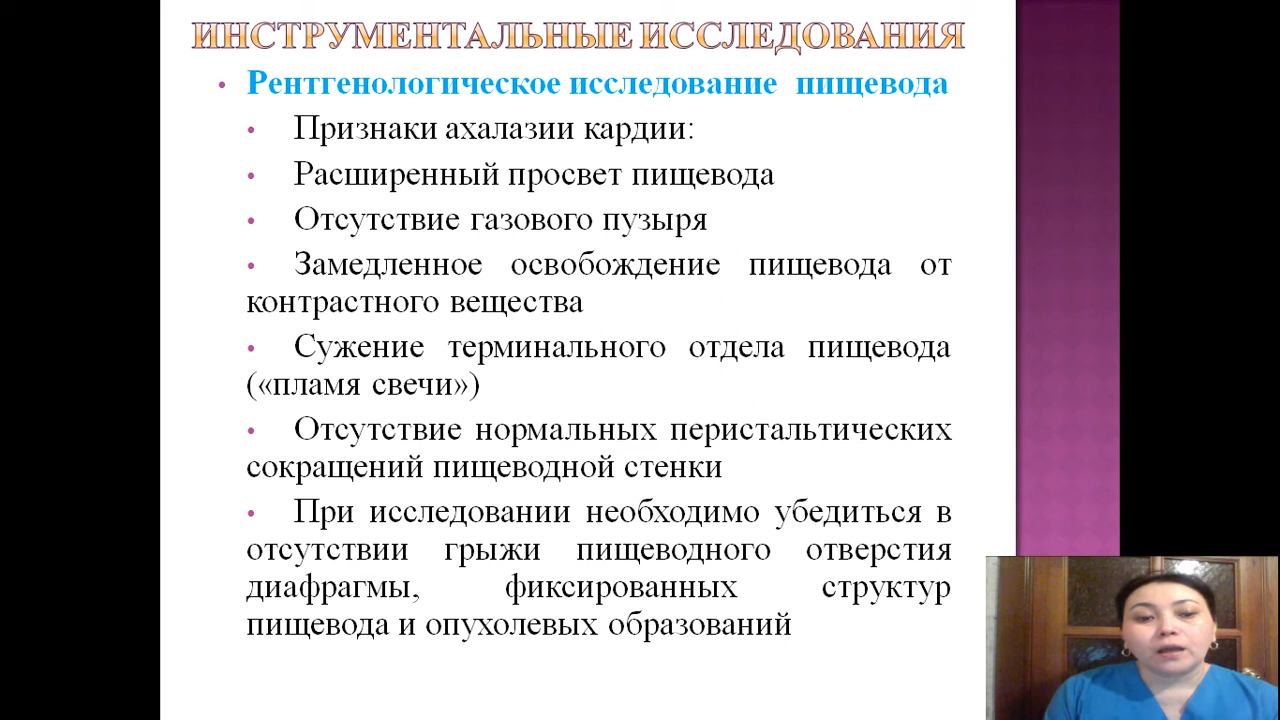 ИНСТРУМЕНТАЛЬНЫЕ ИССЛЕДОВАНИЯ
• Рентгенологическое исследование пищевода
• Признаки ахалазии кардии:
• Расширенный просвет пищевода
• Отсутствие газового пузыря
• Замедленное освобождение пищевода от
контрастного вещества
• Сужение терминального отдела пищевода
(«пламя свечи»)
• Отсутствие нормальных перистальтических
сокращений пищеводной стенки
• При исследовании необходимо убедиться в
отсутствии грыжи пищеводного отверстия
диафрагмы, фиксированных структур
пищевода и опухолевых образований